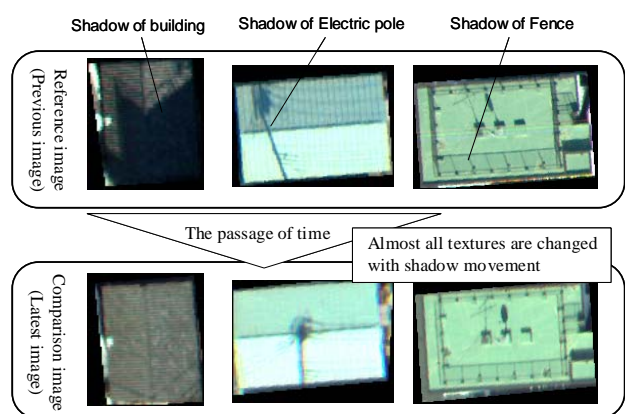 Shadow of building
Shadow of Electric pole
Shadow of Fence
Reference image
(Previous image)
The passage of time
Almost all textures are changed
with shadow movement
Comparison image
(Latest image)